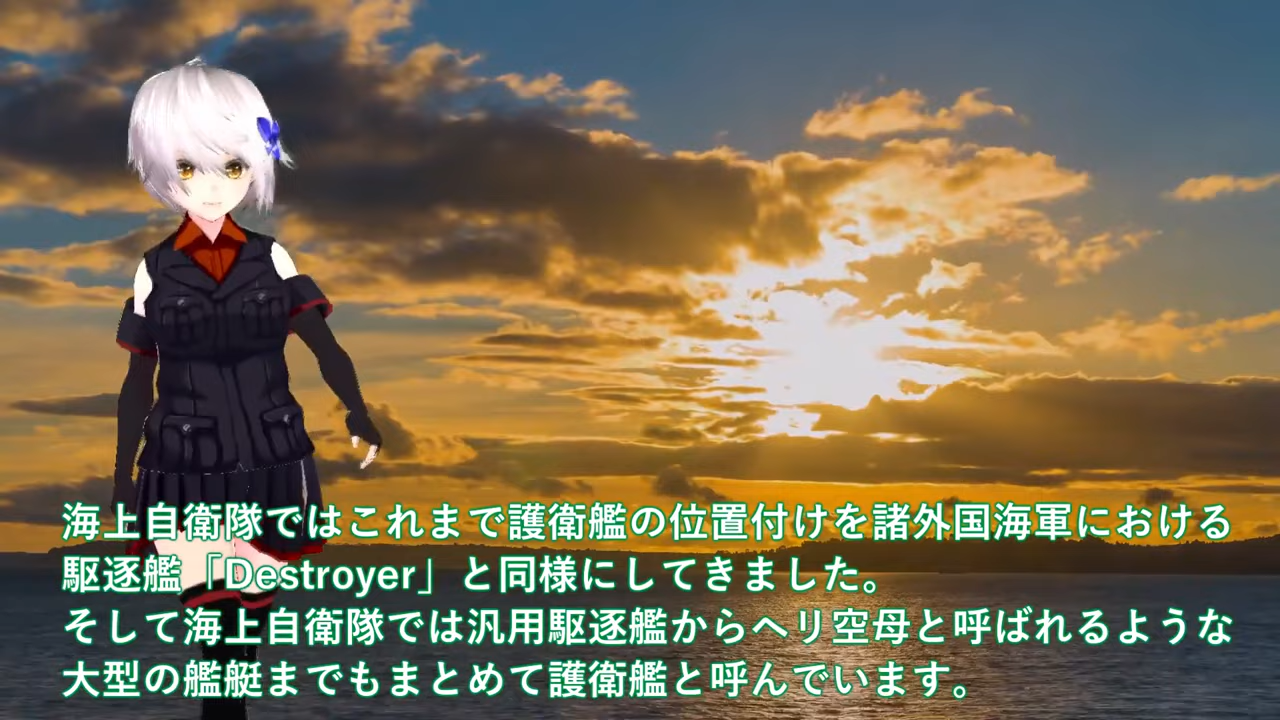 海上自衛隊ではこれまで護衛艦の位置付けを諸外国海軍における
駆逐艦「Destroyer」と同様にしてきました。
そして海上自衛隊では汎用駆逐艦からヘリ空母と呼ばれるような
大型の艦艇までもまとめて護衛艦と呼んでいます。